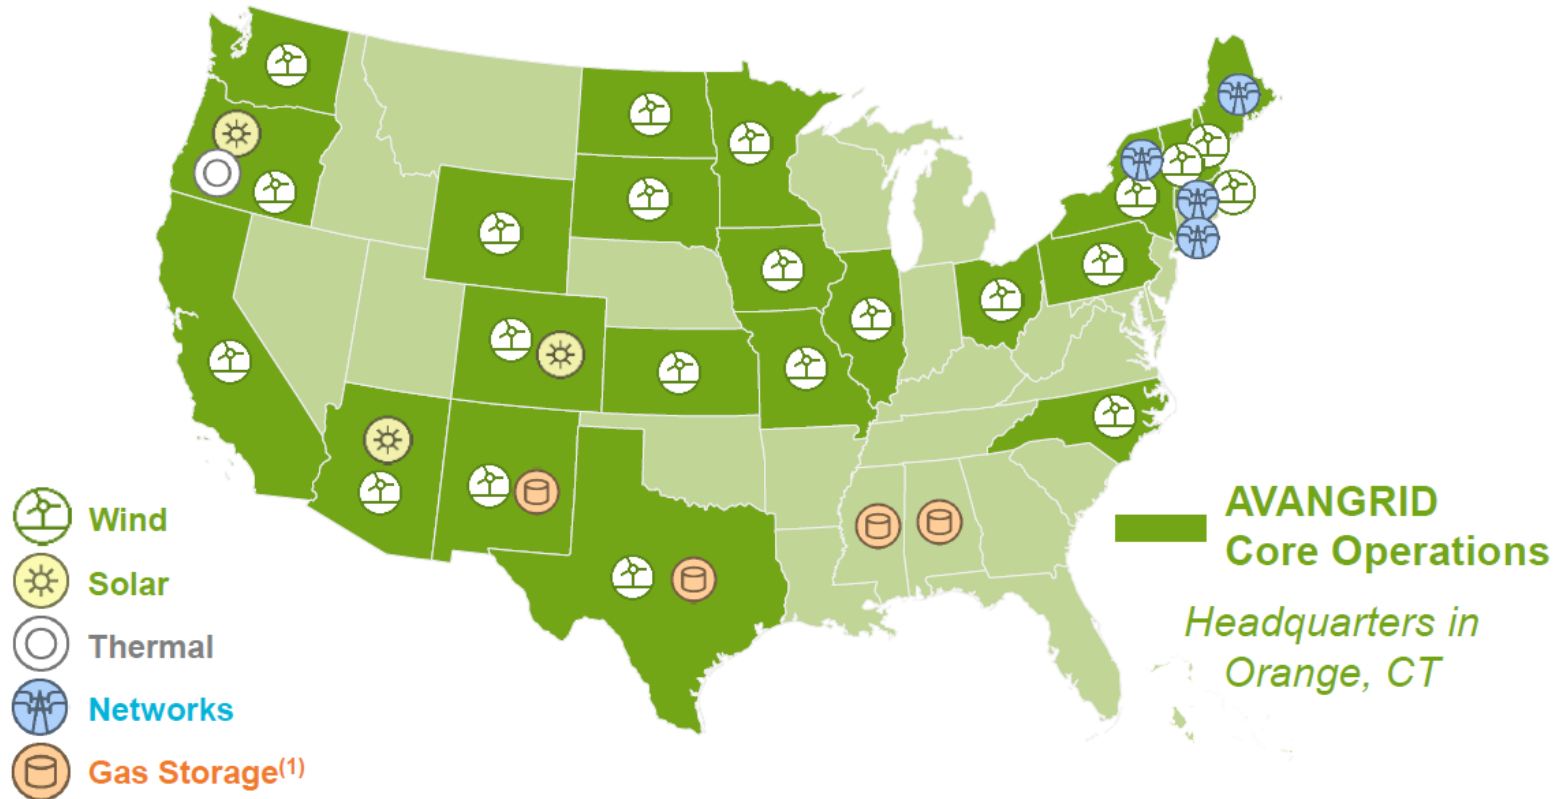 Wind
Solar
Thermal
Networks
Gas Storage(1)
AVANGRID
Core Operations
Headquarters in
Orange, CT